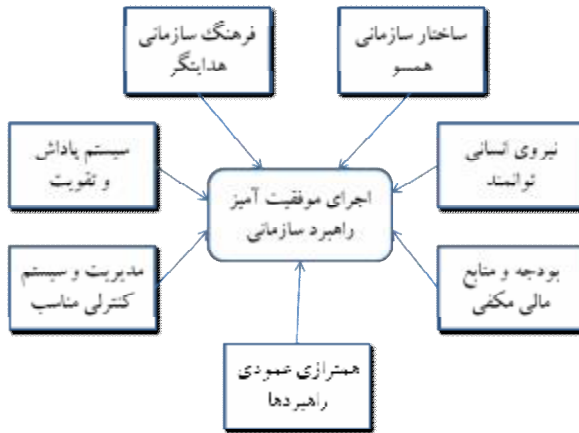 ساختار سازمانی
همسو
فرهنگ سازمانی
هدایتگر
نیروی انسانی
توانمند
سیستم پاداش
و تقویت
اجرای موفقیت آمیز
راهبرد سازمانی
بودجه و منابع
مالی مکفی
مدیریت و سیستم
کنترلی مناسب
همترازی عمودی
راهبردها